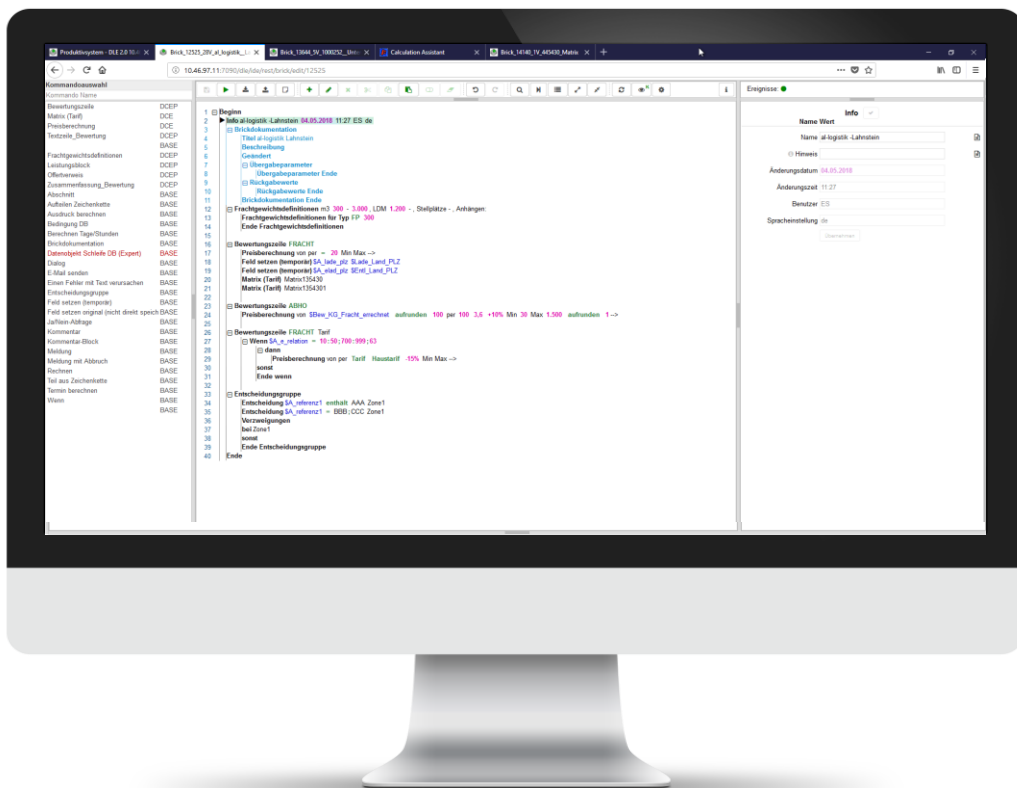 Produktivsystem - DLE 2.0
Brick_12525_20V_al_logistik_
Brick_13644_5V_1000252_
Calculation Assistant
Brick_14140_1V_445430_Matrix
10.46.97.11:7090/dle/ide/rest/brick/edit/12525
Kommandoauswahl
Kommando Name
Bewertungszeile DCEP
Matrix (Tarif) DCE
Preisberechnung DCE
Textzeile_Bewertung DCEP
BASE
Frachtgewichtsdefinitionen DCEP
Leistungsblock DCEP
Offertverweis DCEP
Zusammenfassung_Bewertung DCEP
Abschnitt BASE
Aufteilen Zeichenkette BASE
Ausdruck berechnen BASE
Bedingung DB BASE
Berechnen Tage/Stunden BASE
Brickdokumentation BASE
Datenobjekt Schleife DB (Expert) BASE
Dialog BASE
E-Mail senden BASE
Einen Fehler mit Text verursachen BASE
Entscheidungsgruppe BASE
Feld setzen (temporär) BASE
Feld setzen original (nicht direkt speich BASE
Ja/Nein-Abfrage BASE
Kommentar BASE
Kommentar-Block BASE
Meldung BASE
Meldung mit Abbruch BASE
Rechnen BASE
Teil aus Zeichenkette BASE
Termin berechnen BASE
Wenn BASE
BASE
1 Beginn
2 Info al-logistik -Lahnstein 04.05.2018 11:27 ES de
3 Brickdokumentation
4 Titel al-logistik Lahnstein
5 Beschreibung
6 Geändert
7 Übergabeparameter
8 Übergabeparameter Ende
9 Rückgabewerte
10 Rückgabewerte Ende
11 Brickdokumentation Ende
12 Frachtgewichtsdefinitionen m3 300 - 3.000 , LDM 1.200 - , Stellplätze - , Anhängen:
13 Frachtgewichtsdefinitionen für Typ FP 300
14 Ende Frachtgewichtsdefinitionen
15
16 Bewertungszeile FRACHT
17 Preisberechnung von per = 20 Min Max -->
18 Feld setzen (temporär) $A_lade_plz $Lade_Land_PLZ
19 Feld setzen (temporär) $A_elad_plz $Entl_Land_PLZ
20 Matrix (Tarif) Matrix135430
21 Matrix (Tarif) Matrix1354301
22
23 Bewertungszeile ABHO
24 Preisberechnung von $Bew_KG_Fracht_errechnet aufrunden 100 per 100 3,6 +10% Min 30 Max 1.500 aufrunden 1 -->
25
26 Bewertungszeile FRACHT Tarif
27 Wenn $A_e_relation = 10:50;700:999;63
28 dann
29 Preisberechnung von per Tarif Haustarif -15% Min Max -->
30 sonst
31 Ende wenn
32
33 Entscheidungsgruppe
34 Entscheidung $A_referenz1 enthält AAA Zone1
35 Entscheidung $A_referenz1 = BBB;CCC Zone1
36 Verzweigungen
37 bei Zone1
38 sonst
39 Ende Entscheidungsgruppe
40 Ende
Ereignisse:
Info
Name Wert
Name al-logistik -Lahnstein
Hinweis
Änderungsdatum 04.05.2018
Änderungszeit 11:27
Benutzer ES
Spracheinstellung de
Übernehmen